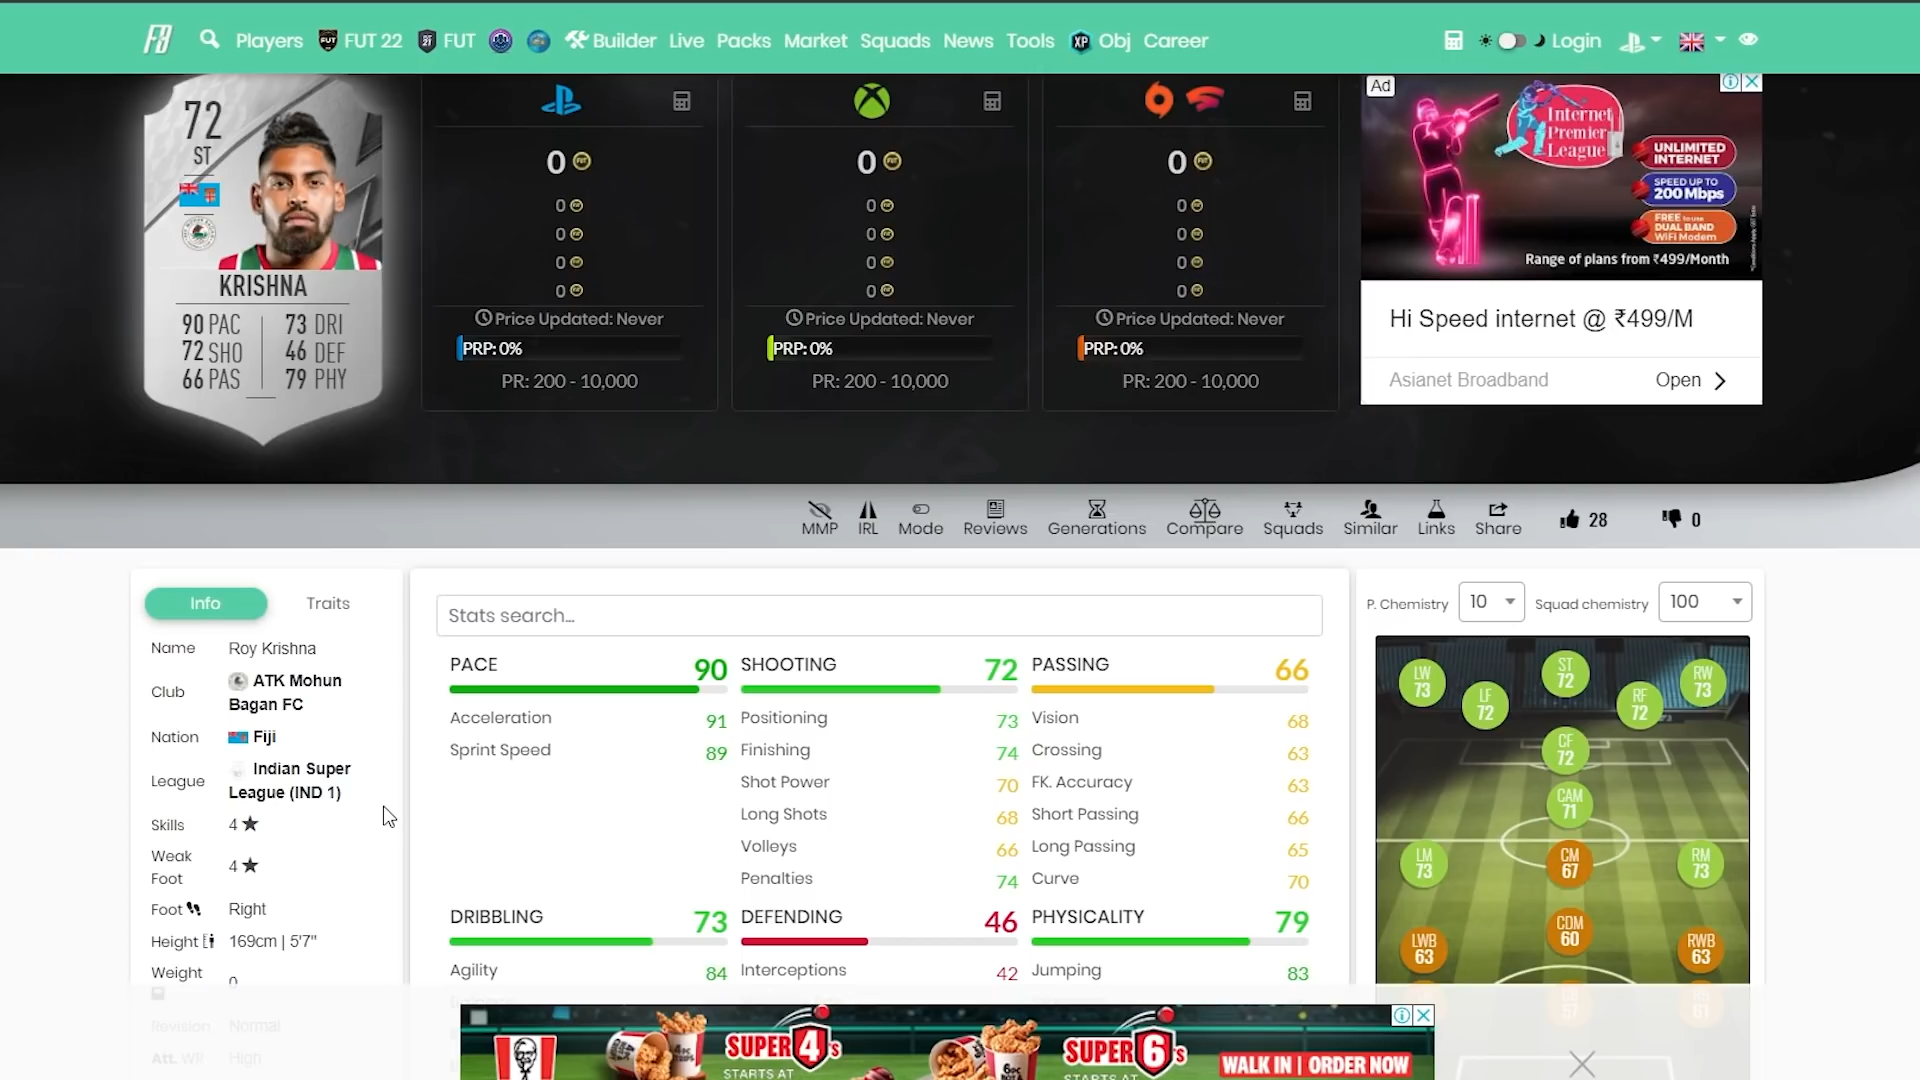 Players FUT 22 FUT Builder Live Packs Market Squads News Tools XP Obj Career Login
72
ST
KRISHNA
90 PAC 73 DRI
72 SHO 46 DEF
66 PAS 79 PHY
0
0
0
0
0
Price Updated: Never
PRP: 0%
PR: 200 - 10,000
0
0
0
0
0
Price Updated: Never
PRP: 0%
PR: 200 - 10,000
0
0
0
0
0
Price Updated: Never
PRP: 0%
PR: 200 - 10,000
Ad
Internet
Premier
League
UNLIMITED
INTERNET
SPEED UP TO
200 Mbps
FREE to use
DUAL BAND
WiFi Modem
Range of plans from ₹499/Month
Hi Speed internet @ ₹499/M
Asianet Broadband Open
MMP IRL Mode Reviews Generations Compare Squads Similar Links Share 28 0
Info Traits
Name Roy Krishna
Club ATK Mohun
Bagan FC
Nation Fiji
League Indian Super
League (IND 1)
Skills 4
Weak
Foot 4
Foot Right
Height 169cm | 5'7"
Weight
0
Revision Normal
Att. WR High
Stats search...
PACE 90
Acceleration 91
Sprint Speed 89
SHOOTING 72
Positioning 73
Finishing 74
Shot Power 70
Long Shots 68
Volleys 66
Penalties 74
PASSING 66
Vision 68
Crossing 63
FK. Accuracy 63
Short Passing 66
Long Passing 65
Curve 70
DRIBBLING 73
Agility 84
DEFENDING 46
Interceptions 42
PHYSICALITY 79
Jumping 83
P. Chemistry 10 Squad chemistry 100
LW
73
LF
72
ST
72
RF
72
RW
73
CF
72
CAM
71
LM
73
CM
67
RM
73
LWB
63
CDM
60
RWB
63
SUPER 4's
STARTS AT
SUPER 6's
STARTS AT
WALK IN | ORDER NOW